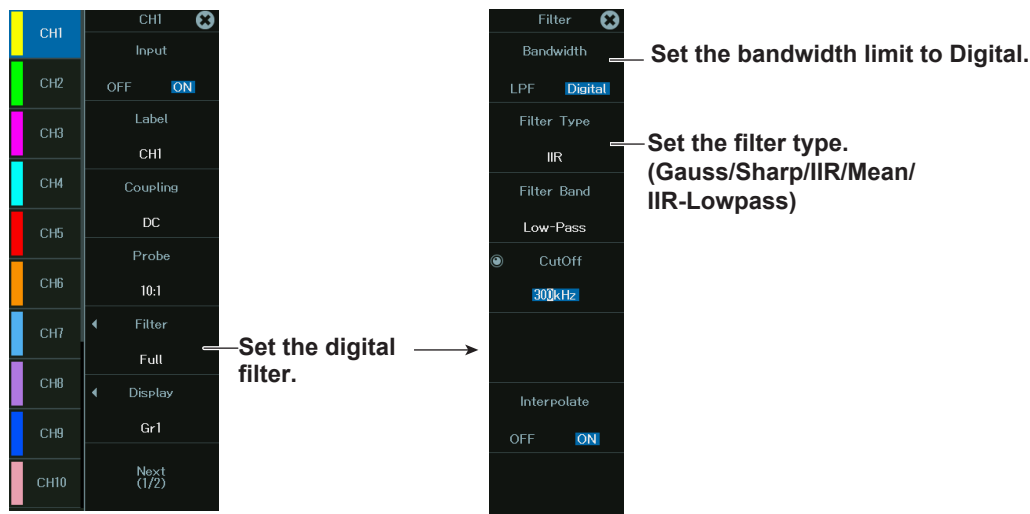 CH1
CH2
CH3
CH4
CH5
CH6
CH7
CH8
CH9
CH10
CH1
Input
OFF ON
Label
CH1
Coupling
DC
Probe
10:1
Filter
Full
Display
Gr1
Next
(1/2)
Set the digital
filter.
Filter
Bandwidth
LPF Digital
Filter Type
IIR
Filter Band
Low-Pass
CutOff
300kHz
Interpolate
OFF ON
Set the bandwidth limit to Digital.
Set the filter type.
(Gauss/Sharp/IIR/Mean/
IIR-Lowpass)